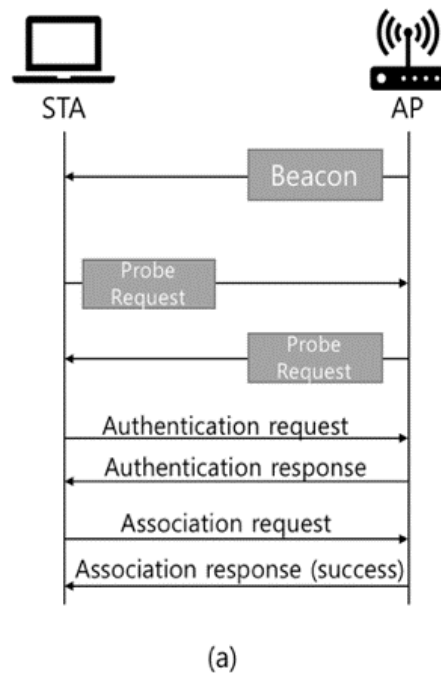 STA
AP
Beacon
Probe
Request
Probe
Request
Authentication request
Authentication response
Association request
Association response (success)
(a)